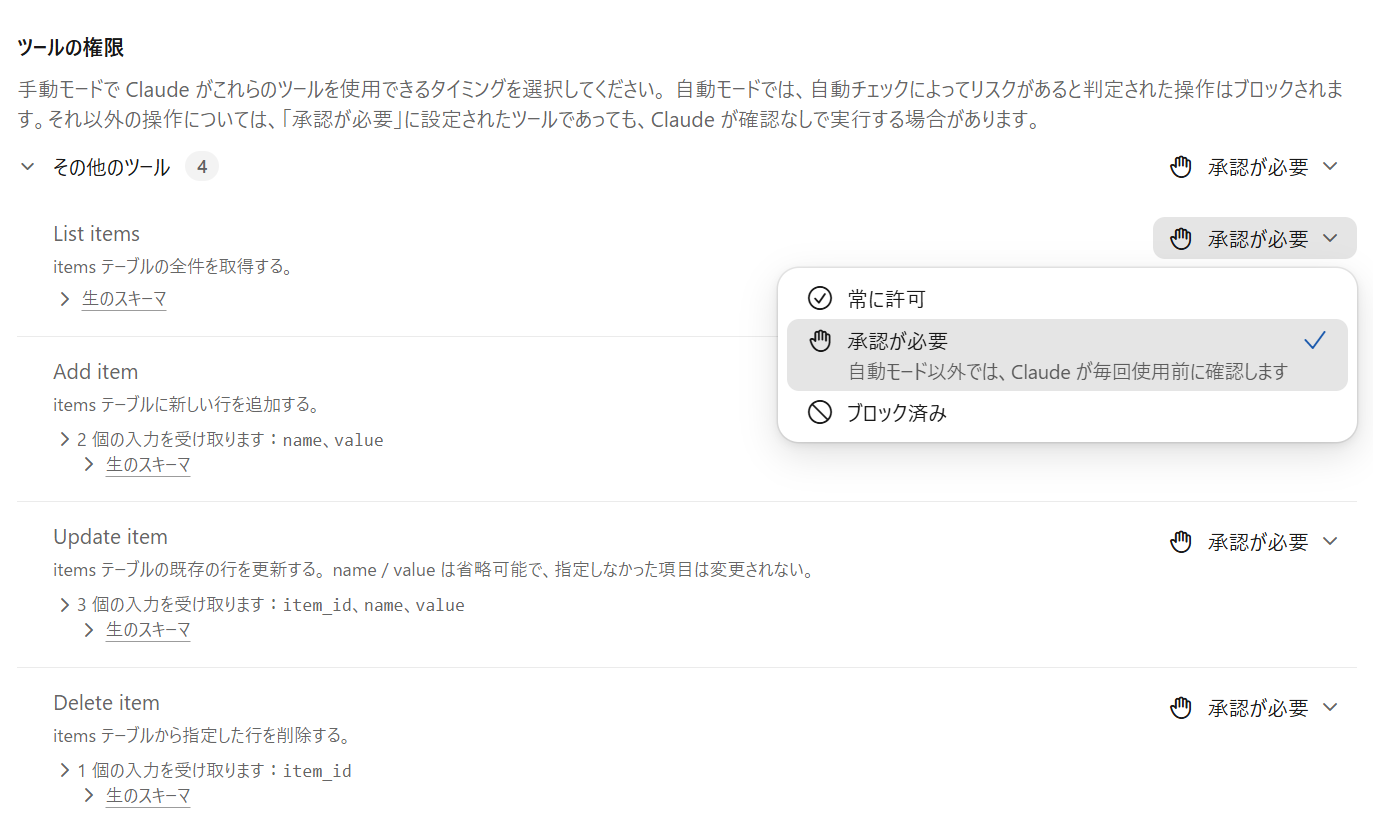 ツールの権限
手動モードで Claude がこれらのツールを使用できるタイミングを選択してください。自動モードでは、自動チェックによってリスクがあると判定された操作はブロックされま
す。それ以外の操作については、「承認が必要」に設定されたツールであっても、Claude が確認なしで実行する場合があります。
その他のツール 4 承認が必要
List items 承認が必要
items テーブルの全件を取得する。
生のスキーマ
常に許可
承認が必要
自動モード以外では、Claude が毎回使用前に確認します
ブロック済み
Add item
items テーブルに新しい行を追加する。
2 個の入力を受け取ります：name、value
生のスキーマ
Update item 承認が必要
items テーブルの既存の行を更新する。name / value は省略可能で、指定しなかった項目は変更されない。
3 個の入力を受け取ります：item_id、name、value
生のスキーマ
Delete item 承認が必要
items テーブルから指定した行を削除する。
1 個の入力を受け取ります：item_id
生のスキーマ